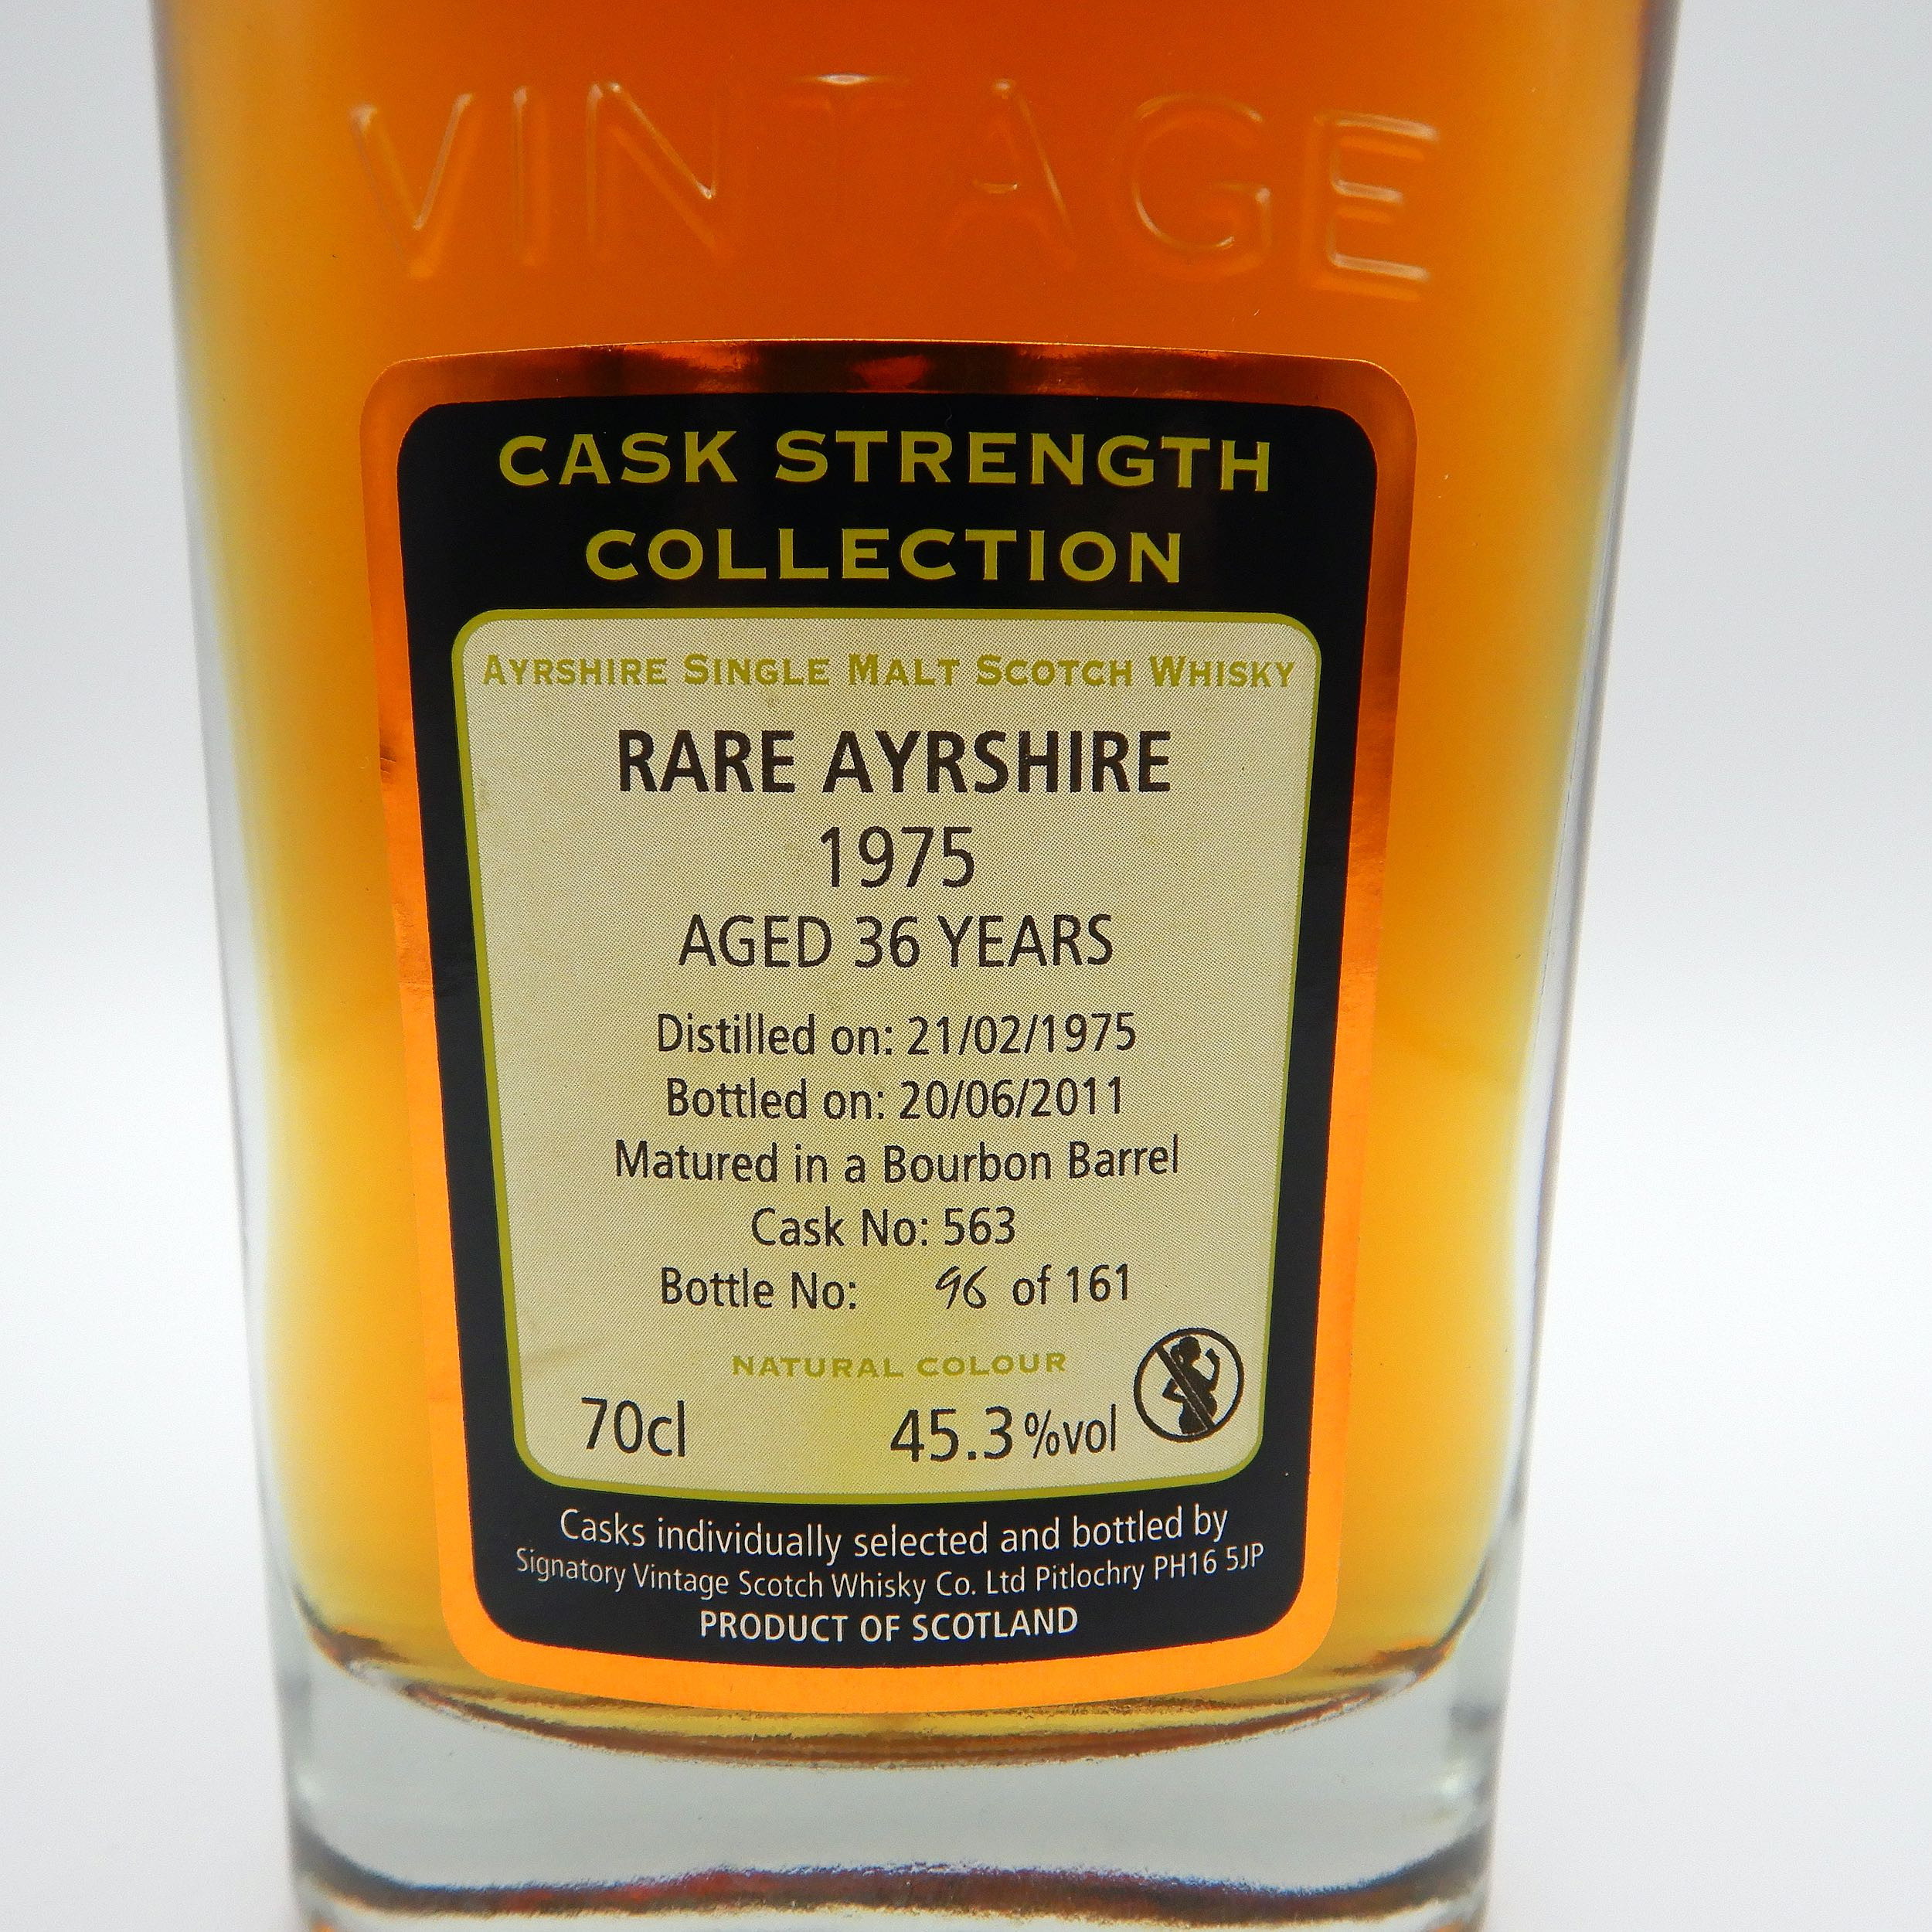 VINTAGE
CASK STRENGTH
COLLECTION
AYRSHIRE SINGLE MALT SCOTCH WHISKY
RARE AYRSHIRE
1975
AGED 36 YEARS
Distilled on: 21/02/1975
Bottled on: 20/06/2011
Matured in a Bourbon Barrel
Cask No: 563
Bottle No: 96 of 161
NATURAL COLOUR
70cl 45.3%vol
Casks individually selected and bottled by
Signatory Vintage Scotch Whisky Co. Ltd Pitlochry PH16 5JP
PRODUCT OF SCOTLAND